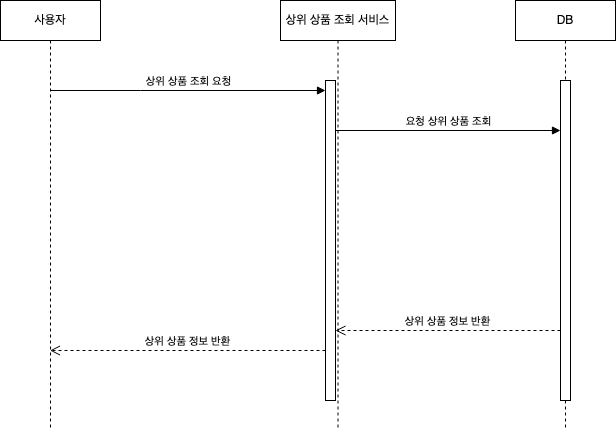 사용자
상위 상품 조회 서비스
DB
상위 상품 조회 요청
요청 상위 상품 조회
상위 상품 정보 반환
상위 상품 정보 반환